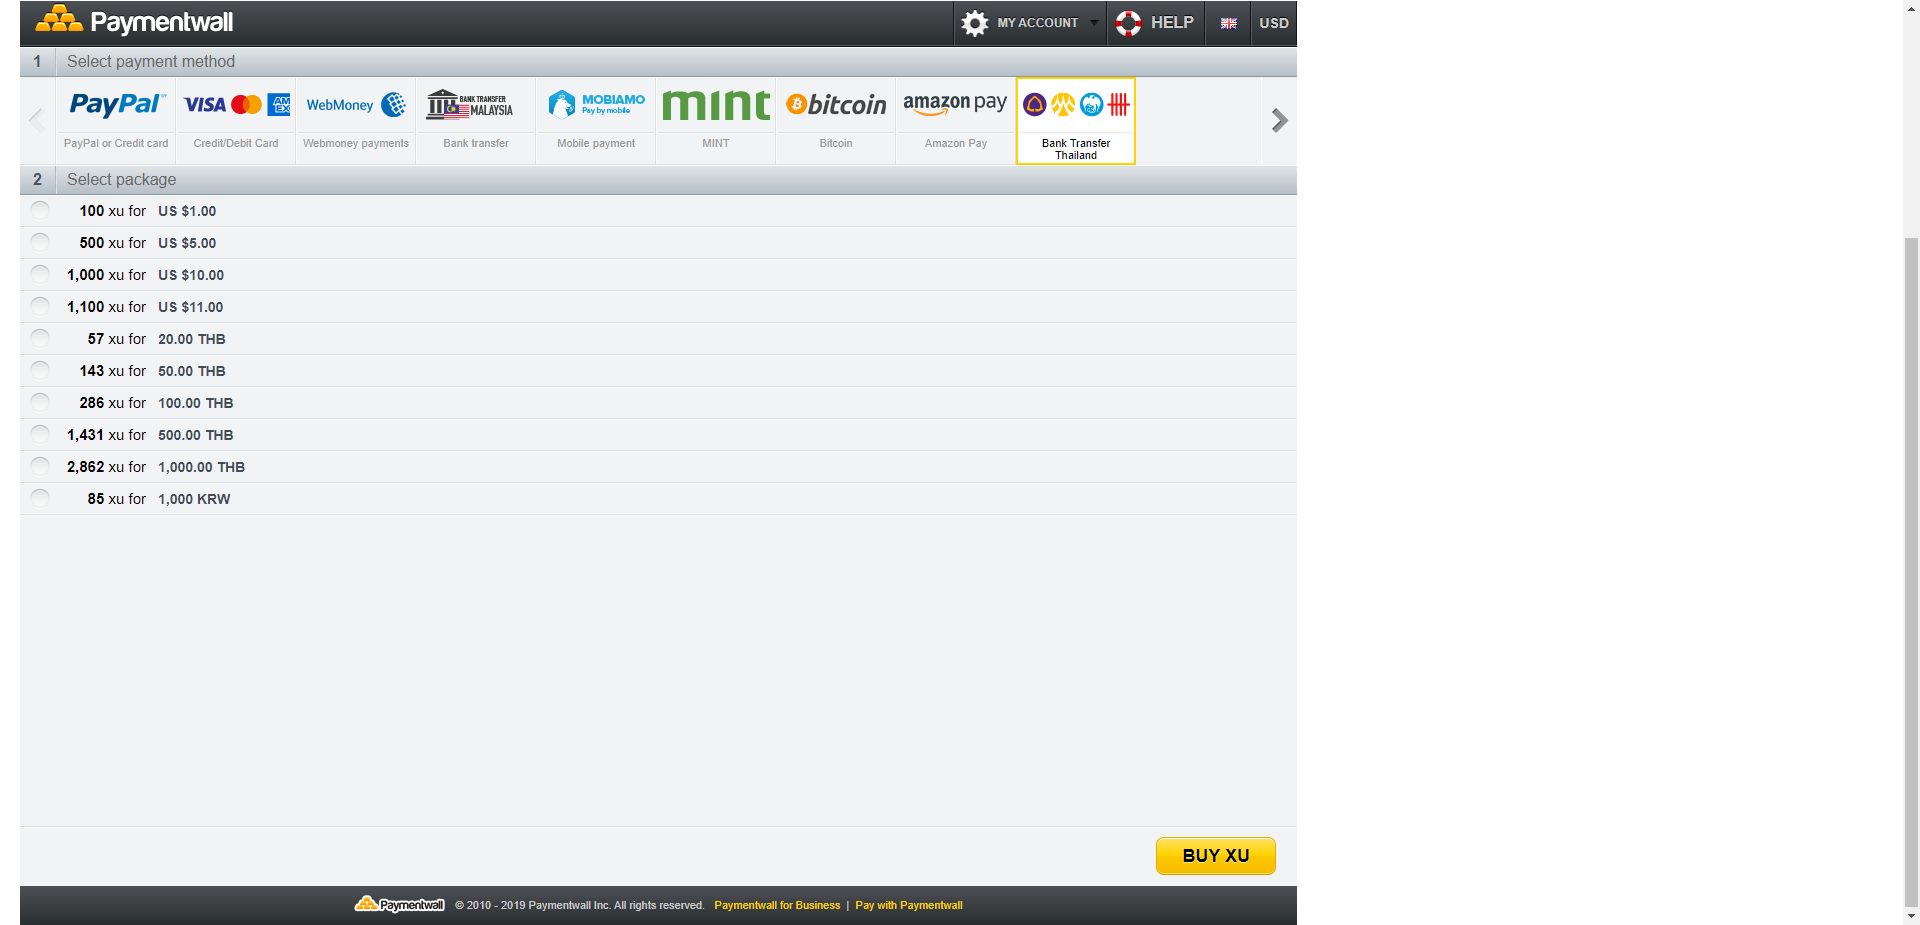 Paymentwall MY ACCOUNT HELP USD
1 Select payment method
PayPal VISA AM EX WebMoney BANK TRANSFER MALAYSIA MOBIAMO Pay by mobile mint bitcoin amazon pay
PayPal or Credit card Credit/Debit Card Webmoney payments Bank transfer Mobile payment MINT Bitcoin Amazon Pay Bank Transfer
Thailand
2 Select package
100 xu for US $1.00
500 xu for US $5.00
1,000 xu for US $10.00
1,100 xu for US $11.00
57 xu for 20.00 THB
143 xu for 50.00 THB
286 xu for 100.00 THB
1,431 xu for 500.00 THB
2,862 xu for 1,000.00 THB
85 xu for 1,000 KRW
BUY XU
Paymentwall © 2010 - 2019 Paymentwall Inc. All rights reserved. Paymentwall for Business | Pay with Paymentwall